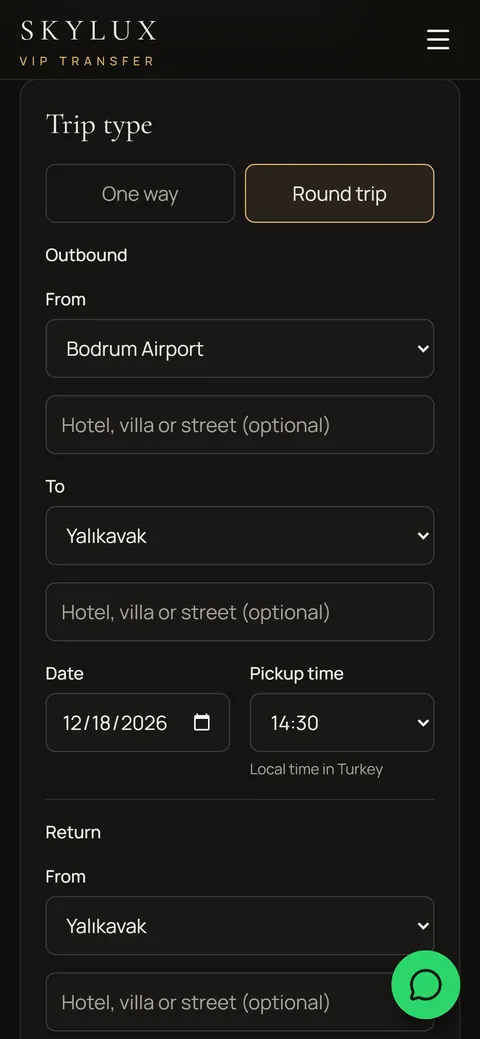 SKYLUX
VIP TRANSFER
Trip type
One way
Round trip
Outbound
From
Bodrum Airport
Hotel, villa or street (optional)
To
Yalıkavak
Hotel, villa or street (optional)
Date
Pickup time
12/18/2026
14:30
Local time in Turkey
Return
From
Yalıkavak
Hotel, villa or street (optional)